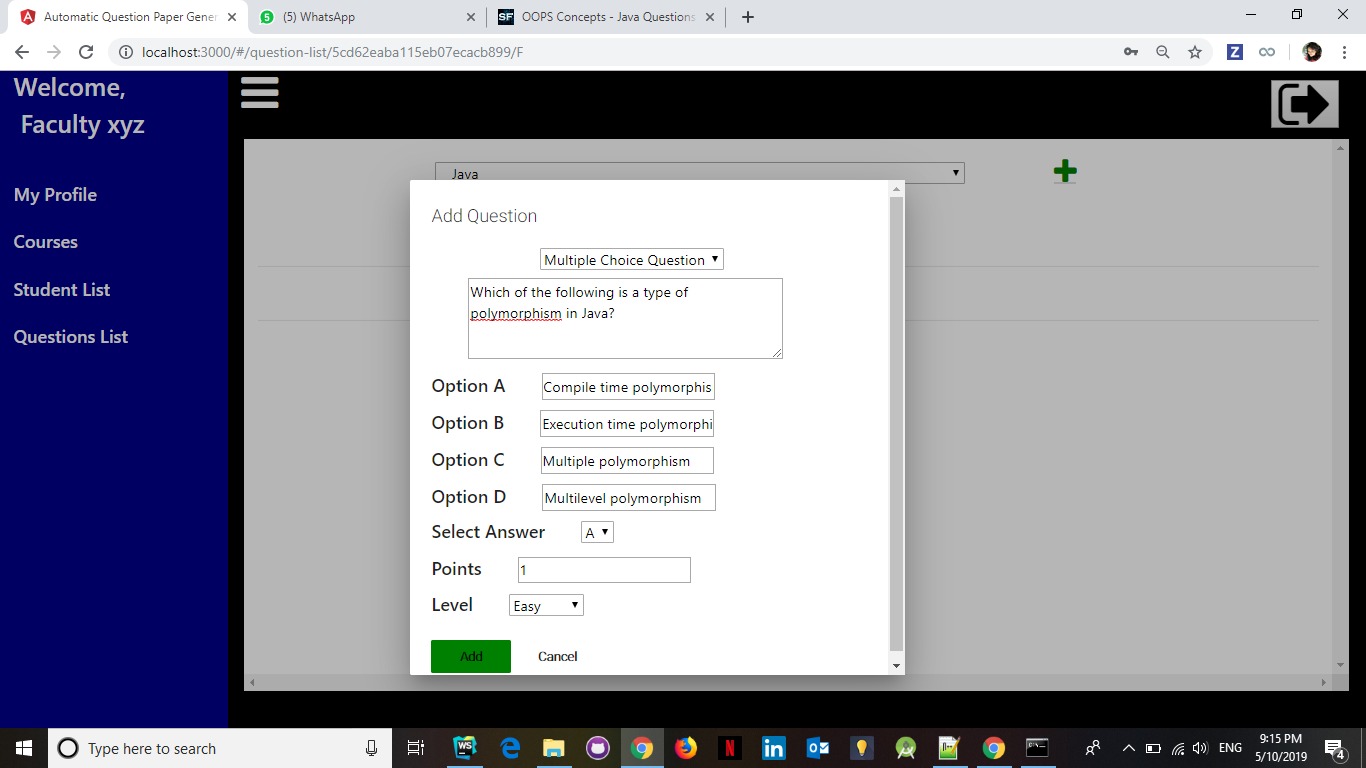 Automatic Question Paper Gener
(5) WhatsApp
OOPS Concepts - Java Questions
localhost:3000/#/question-list/5cd62eaba115eb07ecacb899/F
Welcome,
Faculty xyz
My Profile
Courses
Student List
Questions List
Java
Add Question
Multiple Choice Question
Which of the following is a type of
polymorphism in Java?
Option A Compile time polymorphis
Option B Execution time polymorphi
Option C Multiple polymorphism
Option D Multilevel polymorphism
Select Answer A
Points 1
Level Easy
Add Cancel
Type here to search
ENG
9:15 PM
5/10/2019
4